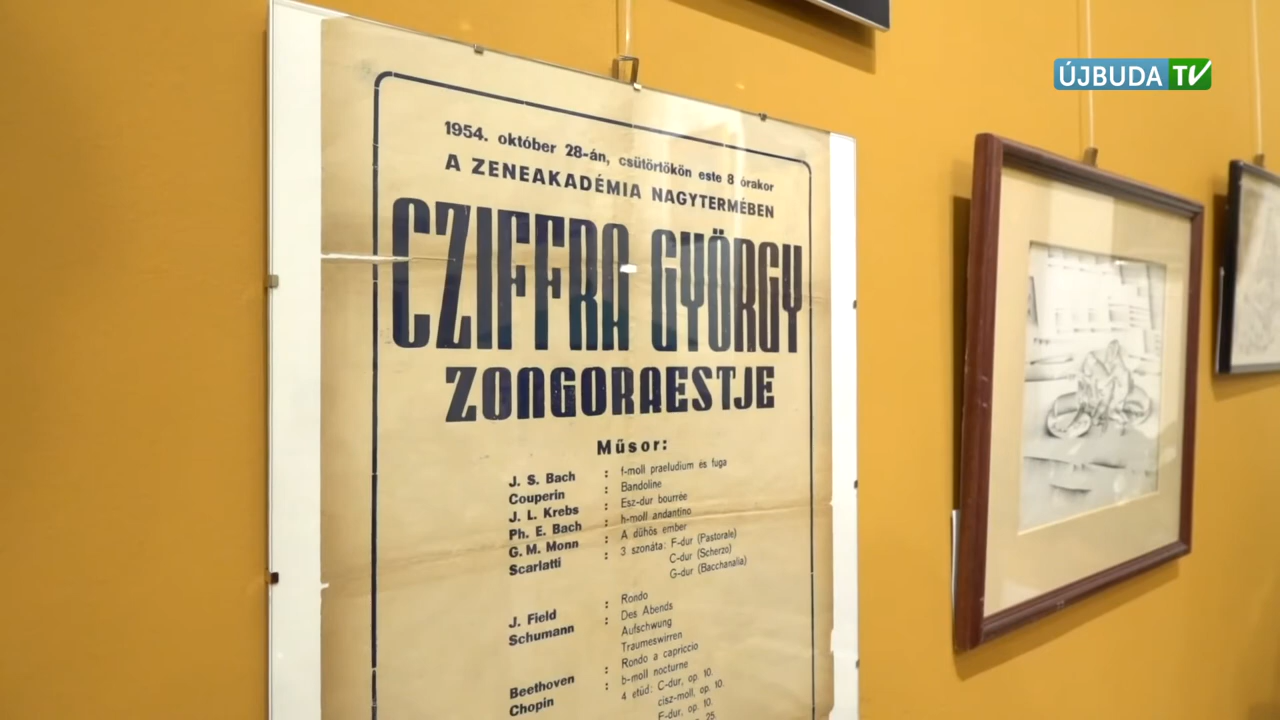 ÚJBUDA TV
1954. október 28-án, csütörtökön este 8 órakor
A ZENEAKADÉMIA NAGYTERMÉBEN
CZIFFRA GYÖRGY
ZONGORAESTJE
Műsor:
J. S. Bach : f-moll praeludium és fuga
Couperin : Bandoline
J. L. Krebs : Esz-dur bourrée
Ph. E. Bach : h-moll andantino
G. M. Monn : A dühös ember
Scarlatti : 3 szonáta: F-dur (Pastorale)
C-dur (Scherzo)
G-dur (Bacchanalia)
J. Field : Rondo
Schumann : Des Abends
Aufschwung
Traumeswirren
Beethoven : Rondo a capriccio
Chopin : b-moll nocturne
4 etüd: C-dur, op. 10.
cisz-moll, op. 10.
F-dur, op. 10.
25.